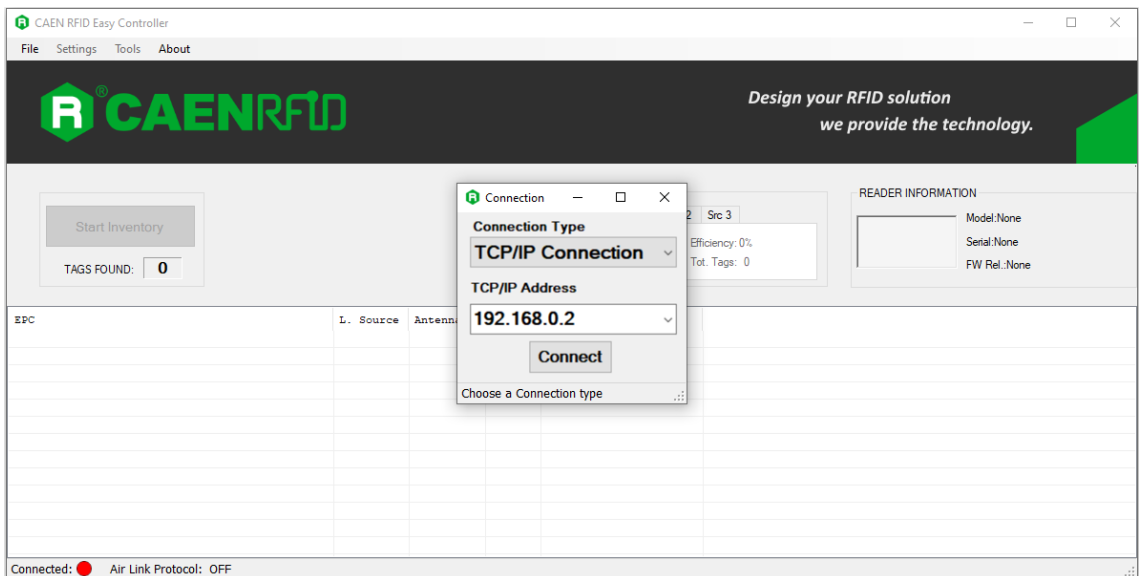 CAEN RFID Easy Controller
File Settings Tools About
R ® CAENRFID
Design your RFID solution
we provide the technology.
Start Inventory
TAGS FOUND: 0
Connection
Connection Type
TCP/IP Connection
TCP/IP Address
192.168.0.2
Connect
Choose a Connection type
2 Src 3
Efficiency: 0%
Tot. Tags: 0
READER INFORMATION
Model:None
Serial:None
FW Rel.:None
EPC L. Source Antenna
Connected: Air Link Protocol: OFF